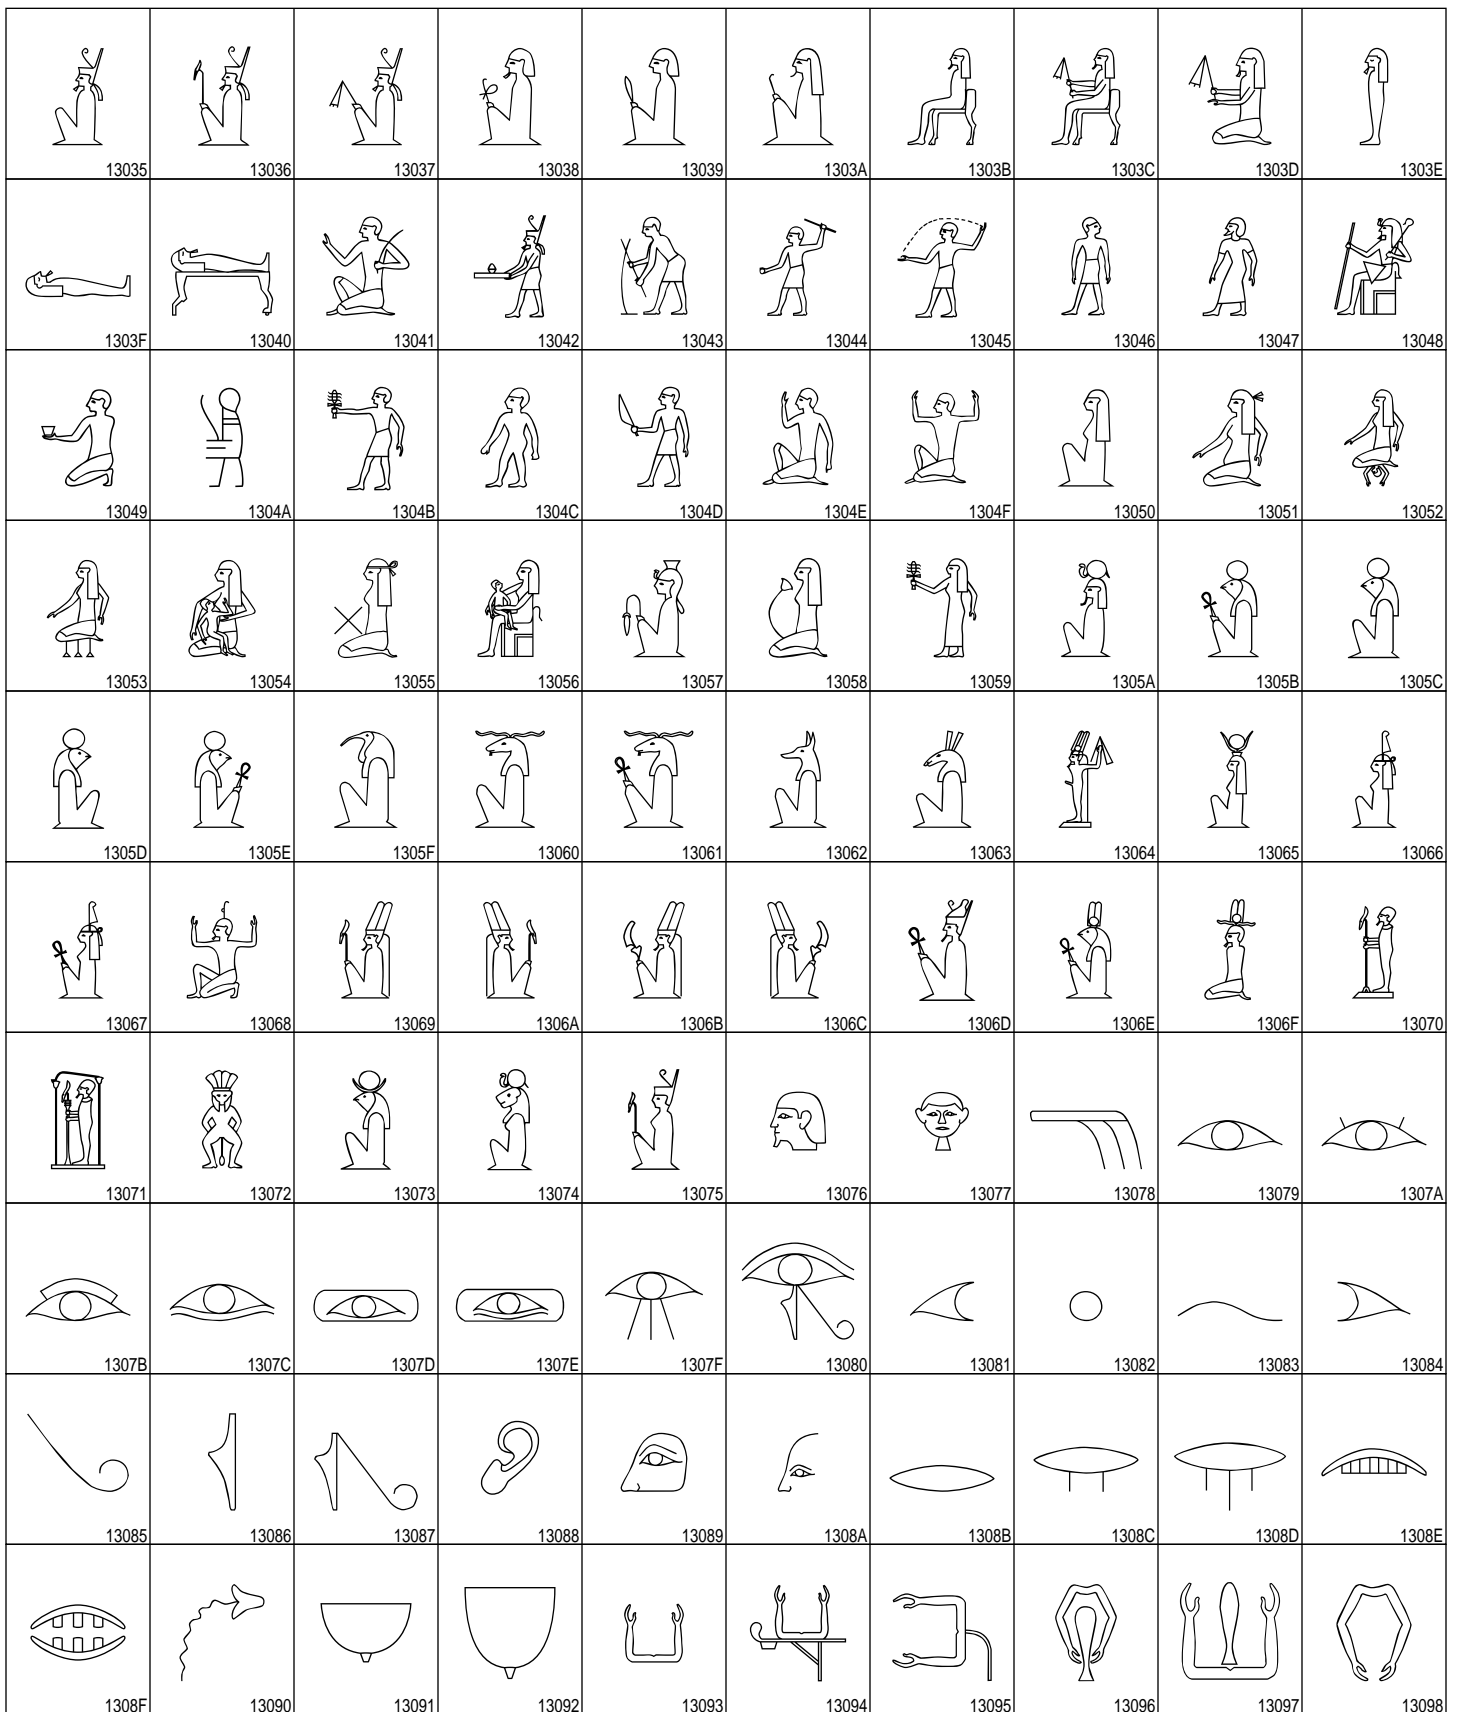 𓀵 𓀶 𓀷 𓀸 𓀹 𓀺 𓀻 𓀼 𓀽 𓀾
13035 13036 13037 13038 13039 1303A 1303B 1303C 1303D 1303E
𓀿 𓁀 𓁁 𓁂 𓁃 𓁄 𓁅 𓁆 𓁇 𓁈
1303F 13040 13041 13042 13043 13044 13045 13046 13047 13048
𓁉 𓁊 𓁋 𓁌 𓁍 𓁎 𓁏 𓁐 𓁑 𓁒
13049 1304A 1304B 1304C 1304D 1304E 1304F 13050 13051 13052
𓁓 𓁔 𓁕 𓁖 𓁗 𓁘 𓁙 𓁚 𓁛 𓁜
13053 13054 13055 13056 13057 13058 13059 1305A 1305B 1305C
𓁝 𓁞 𓁟 𓁠 𓁡 𓁢 𓁣 𓁤 𓁥 𓁦
1305D 1305E 1305F 13060 13061 13062 13063 13064 13065 13066
𓁧 𓁨 𓁩 𓁪 𓁫 𓁬 𓁭 𓁮 𓁯 𓁰
13067 13068 13069 1306A 1306B 1306C 1306D 1306E 1306F 13070
𓁱 𓁲 𓁳 𓁴 𓁵 𓁶 𓁷 𓁸 𓁹 𓁺
13071 13072 13073 13074 13075 13076 13077 13078 13079 1307A
𓁻 𓁼 𓁽 𓁾 𓁿 𓂀 𓂁 𓂂 𓂃 𓂄
1307B 1307C 1307D 1307E 1307F 13080 13081 13082 13083 13084
𓂅 𓂆 𓂇 𓂈 𓂉 𓂊 𓂋 𓂌 𓂍 𓂎
13085 13086 13087 13088 13089 1308A 1308B 1308C 1308D 1308E
𓂏 𓂐 𓂑 𓂒 𓂓 𓂔 𓂕 𓂖 𓂗 𓂘
1308F 13090 13091 13092 13093 13094 13095 13096 13097 13098